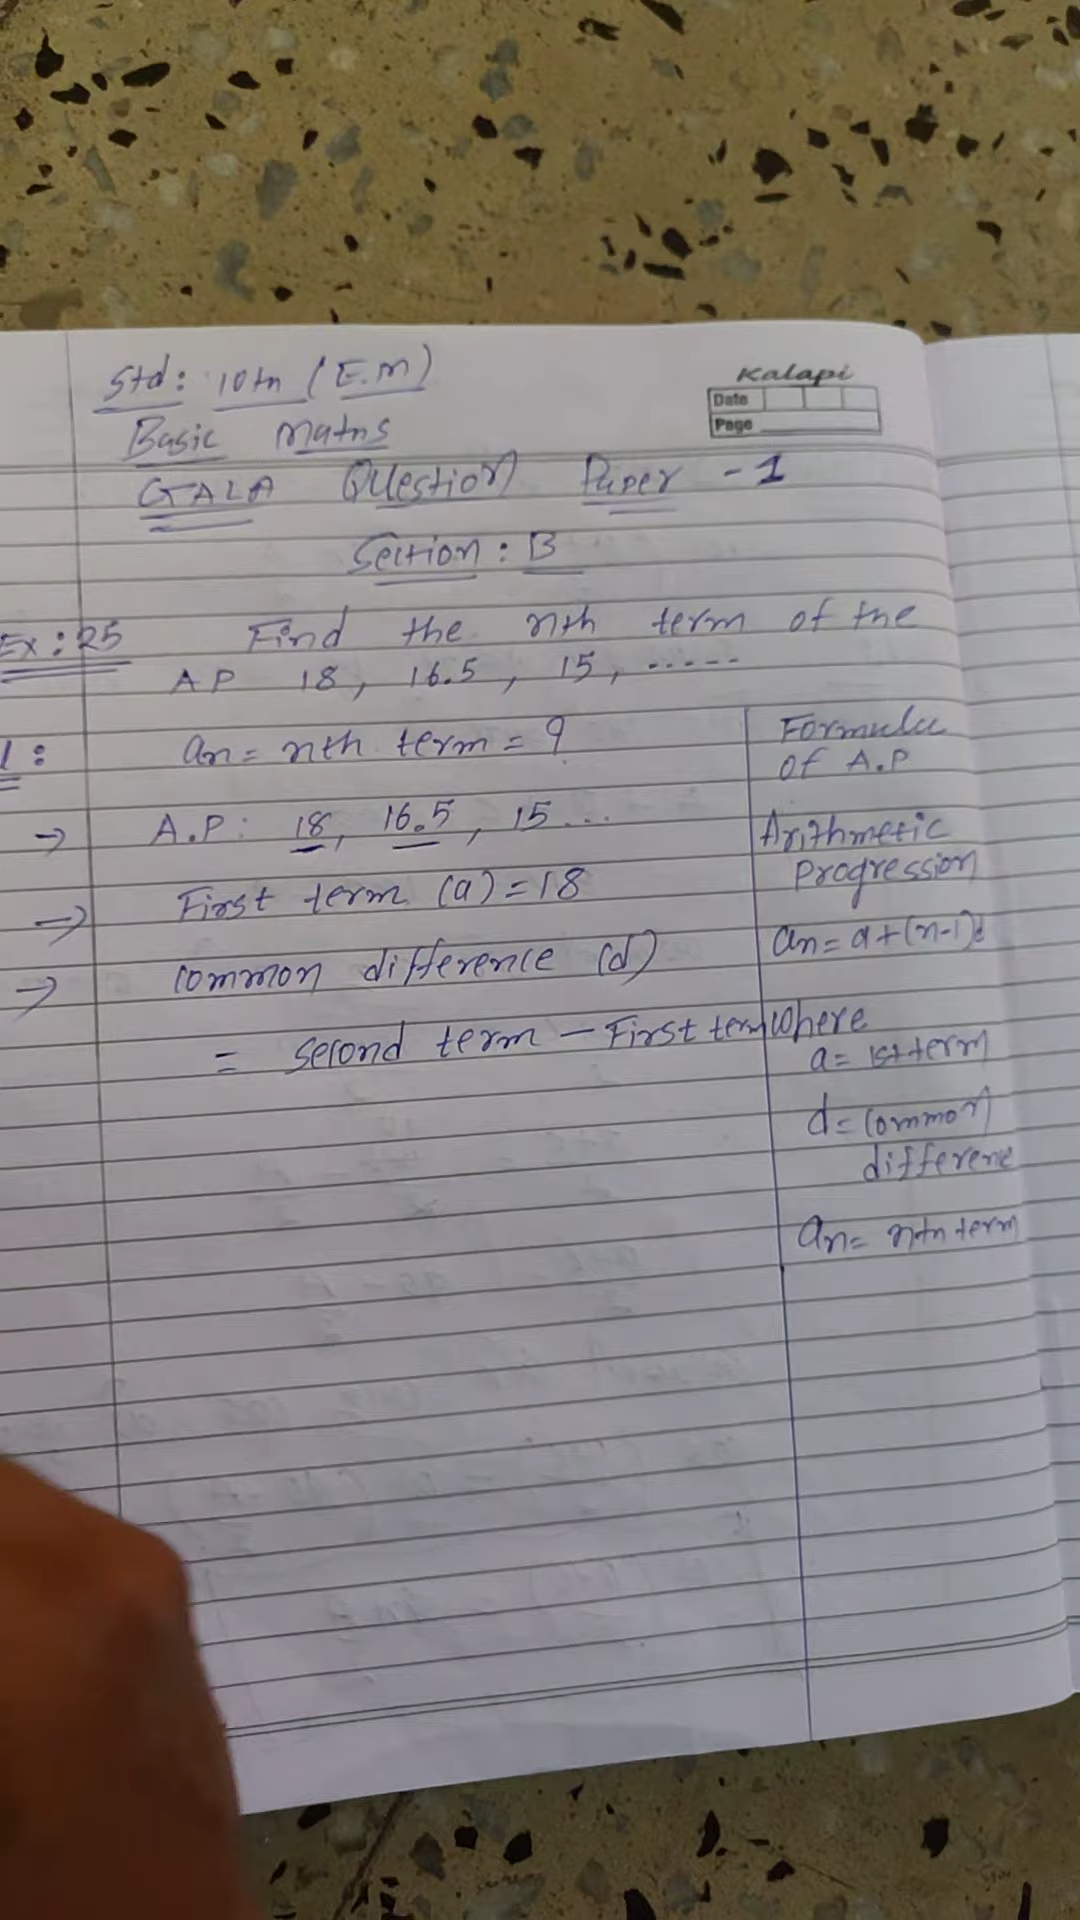 Std: 10th (E.M)
Kalapi
Date
Page
Basic Maths
GALA Question Paper - 1
Section : B
Ex : 25 Find the nth term of the
A P 18, 16.5, 15, .....
1 : an = nth term = ?
→ A.P : 18, 16.5, 15...
→ First term (a) = 18
→ common difference (d)
= second term - First term
Formula
of A.P
Arithmetic
Progression
an = a + (n-1)d
where
a = 1st term
d = common
differenc
an = nth term